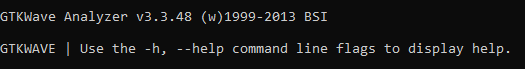 GTKWave Analyzer v3.3.48 (w)1999-2013 BSI
GTKWAVE | Use the -h, --help command line flags to display help.